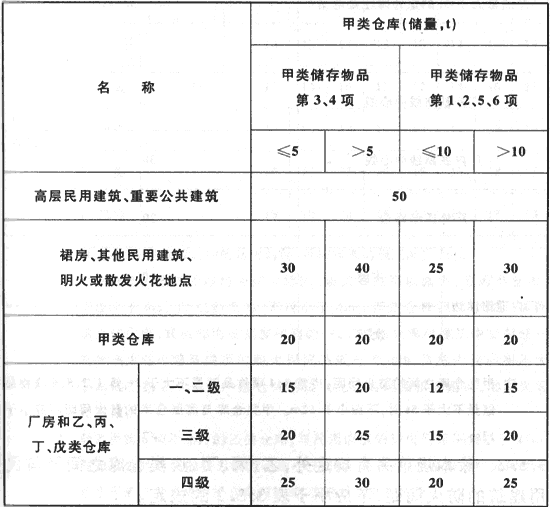 甲类仓库(储量,t)
名 称
甲类储存物品
第3、4项
甲类储存物品
第1、2、5、6项
≤5 >5 ≤10 >10
高层民用建筑、重要公共建筑 50
裙房、其他民用建筑、
明火或散发火花地点
30 40 25 30
甲类仓库 20 20 20 20
厂房和乙、丙、
丁、戊类仓库
一、二级 15 20 12 15
三级 20 25 15 20
四级 25 30 20 25